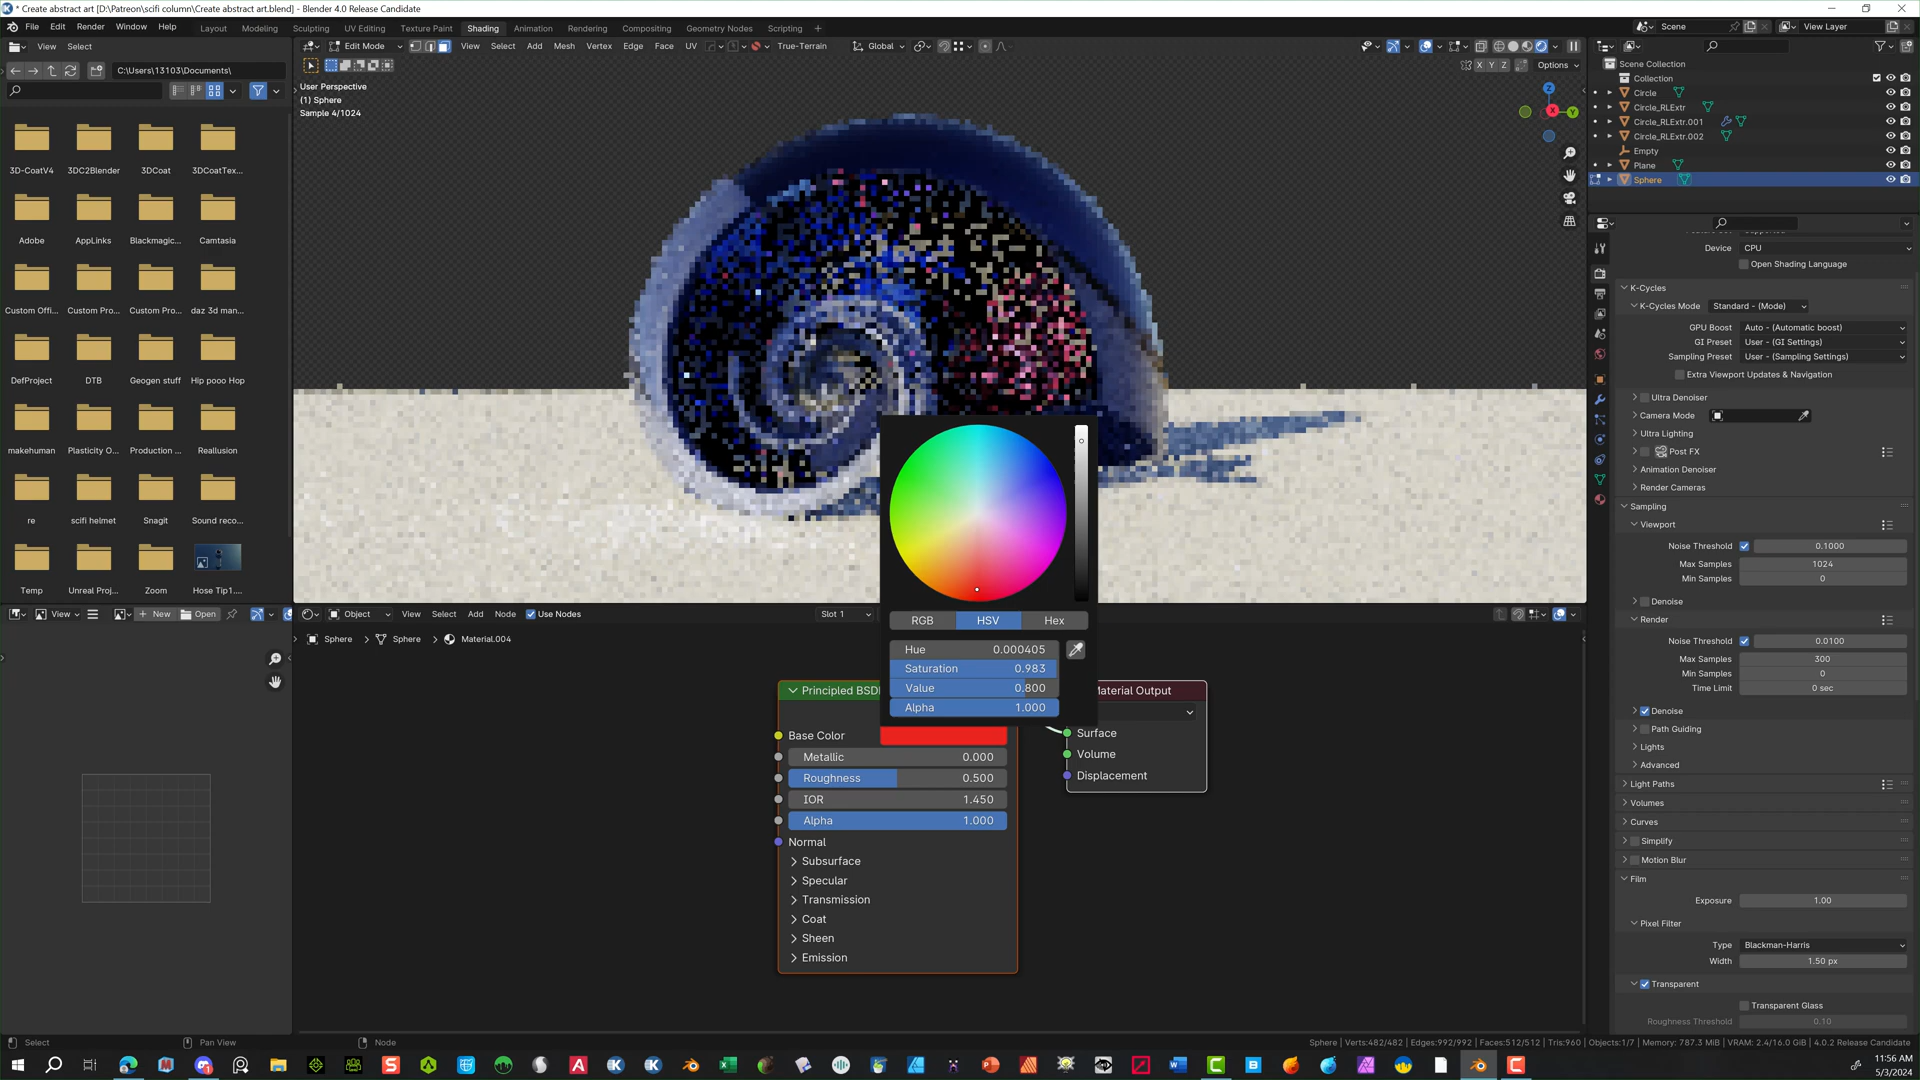 * Create abstract art [D:\Patreon\scifi column\Create abstract art.blend] - Blender 4.0 Release Candidate
File Edit Render Window Help
Layout Modeling Sculpting UV Editing Texture Paint Shading Animation Rendering Compositing Geometry Nodes Scripting
Scene
View Layer
View Select
Edit Mode View Select Add Mesh Vertex Edge Face UV True-Terrain Global
C:\Users\13103\Documents\
X Y Z Options
User Perspective
(1) Sphere
Sample 4/1024
Z
X
Y
3D-CoatV4 3DC2Blender 3DCoat 3DCoatTex...
Adobe AppLinks Blackmagic... Camtasia
Custom Offi... Custom Pro... Custom Pro... daz 3d man...
DefProject DTB Geogen stuff Hip pooo Hop
makehuman Plasticity O... Production ... Reallusion
re scifi helmet Snagit Sound reco...
Temp Unreal Proj... Zoom Hose Tip1....
Scene Collection
Collection
Circle
Circle_RLExtr
Circle_RLExtr.001
Circle_RLExtr.002
Empty
Plane
Sphere
Device CPU
Open Shading Language
K-Cycles
K-Cycles Mode Standard - (Mode)
GPU Boost Auto - (Automatic boost)
GI Preset User - (GI Settings)
Sampling Preset User - (Sampling Settings)
Extra Viewport Updates & Navigation
Ultra Denoiser
Camera Mode
Ultra Lighting
Post FX
Animation Denoiser
Render Cameras
Sampling
Viewport
Noise Threshold 0.1000
Max Samples 1024
Min Samples 0
Denoise
Render
Noise Threshold 0.0100
Max Samples 300
Min Samples 0
Time Limit 0 sec
Denoise
Path Guiding
Lights
Advanced
Light Paths
Volumes
Curves
Simplify
Motion Blur
Film
Exposure 1.00
Pixel Filter
Type Blackman-Harris
Width 1.50 px
Transparent
Transparent Glass
Roughness Threshold 0.10
View New Open
Object View Select Add Node Use Nodes Slot 1
Sphere Sphere Material.004
RGB HSV Hex
Hue 0.000405
Saturation 0.983
Value 0.800
Alpha 1.000
Principled BSD
Base Color
Metallic 0.000
Roughness 0.500
IOR 1.450
Alpha 1.000
Normal
Subsurface
Specular
Transmission
Coat
Sheen
Emission
Material Output
Surface
Volume
Displacement
Select Pan View Node
Sphere | Verts:482/482 | Edges:992/992 | Faces:512/512 | Tris:960 | Objects:1/7 | Memory: 787.3 MiB | VRAM: 2.4/16.0 GiB | 4.0.2 Release Candidate
11:56 AM
5/3/2024